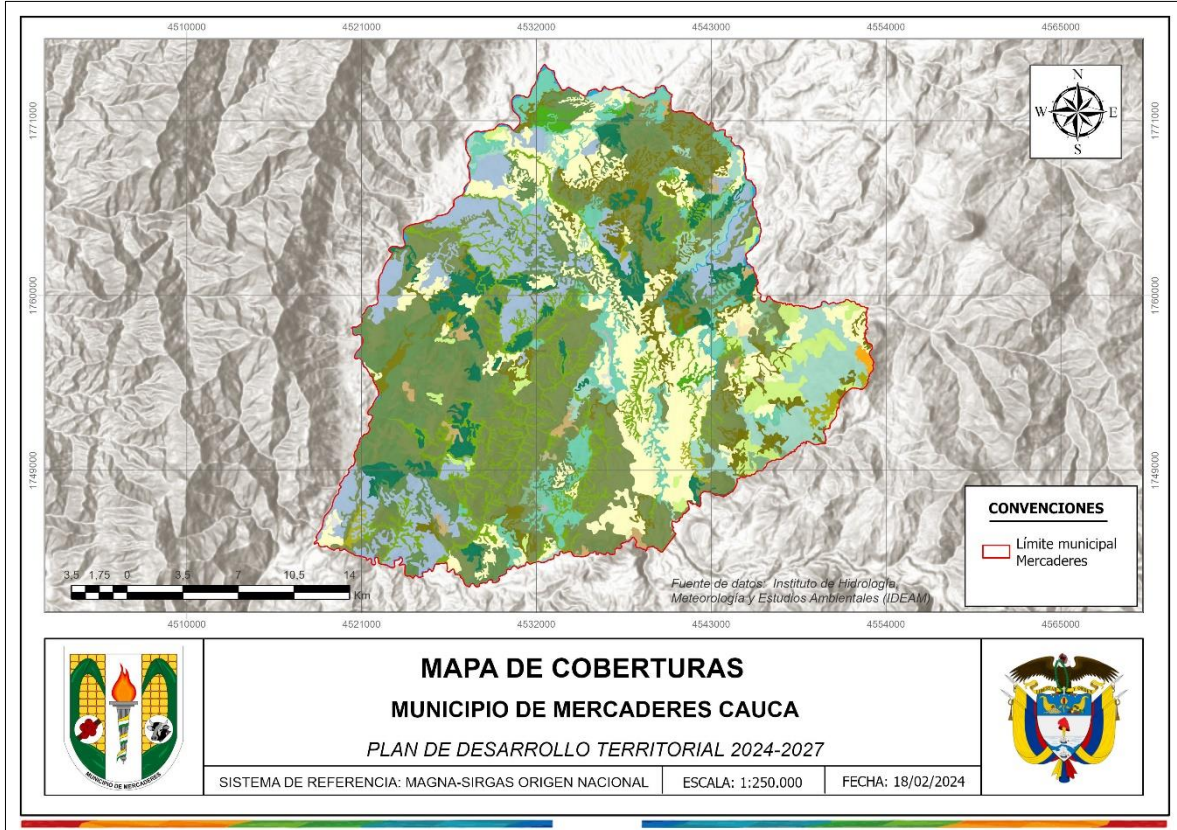 4510000 4521000 4532000 4543000 4554000 4565000
N
W E
S
1771000 1771000
1760000 1760000
1749000 1749000
CONVENCIONES
Límite municipal
Mercaderes
3,5 1,75 0 3,5 7 10,5 14
Km
Fuente de datos: Instituto de Hidrología,
Meteorología y Estudios Ambientales (IDEAM)
4510000 4521000 4532000 4543000 4554000 4565000
MUNICIPIO DE MERCADERES
MAPA DE COBERTURAS
MUNICIPIO DE MERCADERES CAUCA
PLAN DE DESARROLLO TERRITORIAL 2024-2027
SISTEMA DE REFERENCIA: MAGNA-SIRGAS ORIGEN NACIONAL ESCALA: 1:250.000 FECHA: 18/02/2024